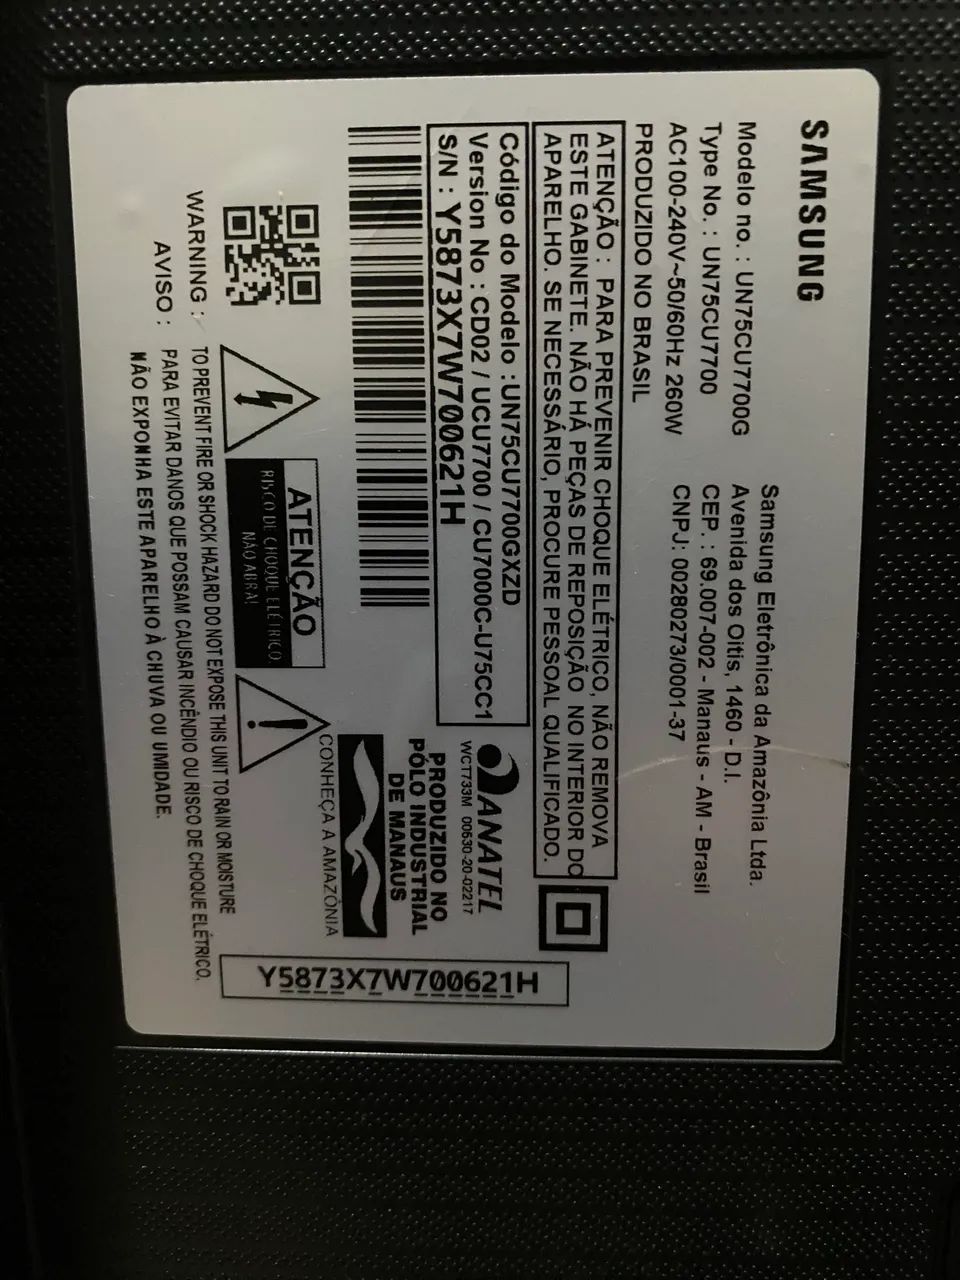 SAMSUNG
Modelo no. : UN75CU7700G
Type No. : UN75CU7700
AC100-240V~50/60Hz 260W
PRODUZIDO NO BRASIL
Samsung Eletrônica da Amazônia Ltda.
Avenida dos Oitis, 1460 - D.I.
CEP. : 69.007-002 - Manaus - AM - Brasil
CNPJ: 00280273/0001-37
ATENÇÃO : PARA PREVENIR CHOQUE ELÉTRICO, NÃO REMOVA
ESTE GABINETE. NÃO HÁ PEÇAS DE REPOSIÇÃO NO INTERIOR DO
APARELHO. SE NECESSÁRIO, PROCURE PESSOAL QUALIFICADO.
Código do Modelo :UN75CU7700GXZD
Version No : CD02 / UCU7700 / CU7000C-U75CC1
S/N : Y5873X7W700621H
ANATEL
WCT733M 00630-20-02217
PRODUZIDO NO
PÓLO INDUSTRIAL
DE MANAUS
CONHEÇA A AMAZÔNIA
ATENÇÃO
RISCO DE CHOQUE ELÉTRICO
NÃO ABRA!
WARNING : TO PREVENT FIRE OR SHOCK HAZARD DO NOT EXPOSE THIS UNIT TO RAIN OR MOISTURE
AVISO : PARA EVITAR DANOS QUE POSSAM CAUSAR INCÊNDIO OU RISCO DE CHOQUE ELÉTRICO,
NÃO EXPONHA ESTE APARELHO À CHUVA OU UMIDADE.
Y5873X7W700621H